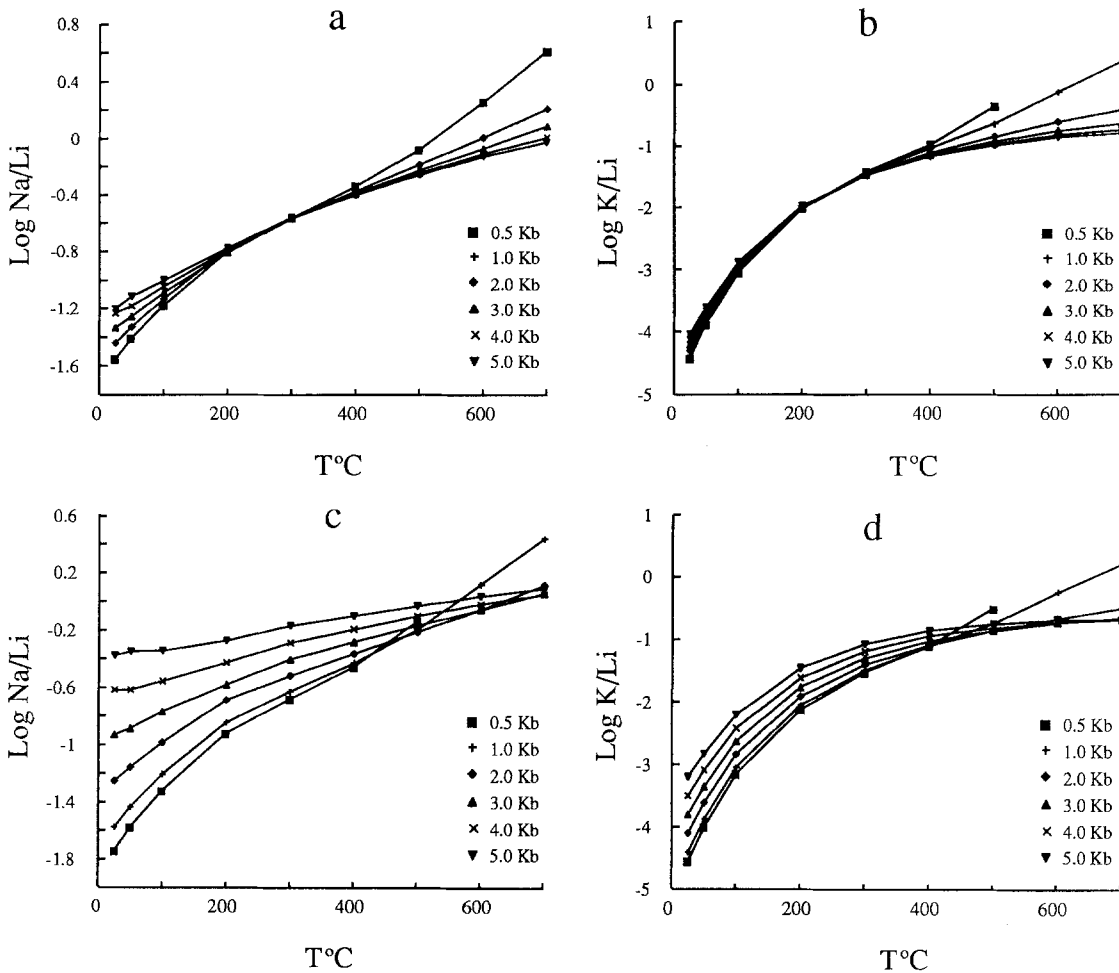 a
0.8
0.4
0
-0.4
-0.8
-1.2
-1.6
Log Na/Li
0.5 Kb
1.0 Kb
2.0 Kb
3.0 Kb
4.0 Kb
5.0 Kb
0 200 400 600
T°C
b
1
0
-1
-2
-3
-4
-5
Log K/Li
0.5 Kb
1.0 Kb
2.0 Kb
3.0 Kb
4.0 Kb
5.0 Kb
0 200 400 600
T°C
c
0.6
0.2
-0.2
-0.6
-1
-1.4
-1.8
Log Na/Li
0.5 Kb
1.0 Kb
2.0 Kb
3.0 Kb
4.0 Kb
5.0 Kb
0 200 400 600
T°C
d
1
0
-1
-2
-3
-4
-5
Log K/Li
0.5 Kb
1.0 Kb
2.0 Kb
3.0 Kb
4.0 Kb
5.0 Kb
0 200 400 600
T°C